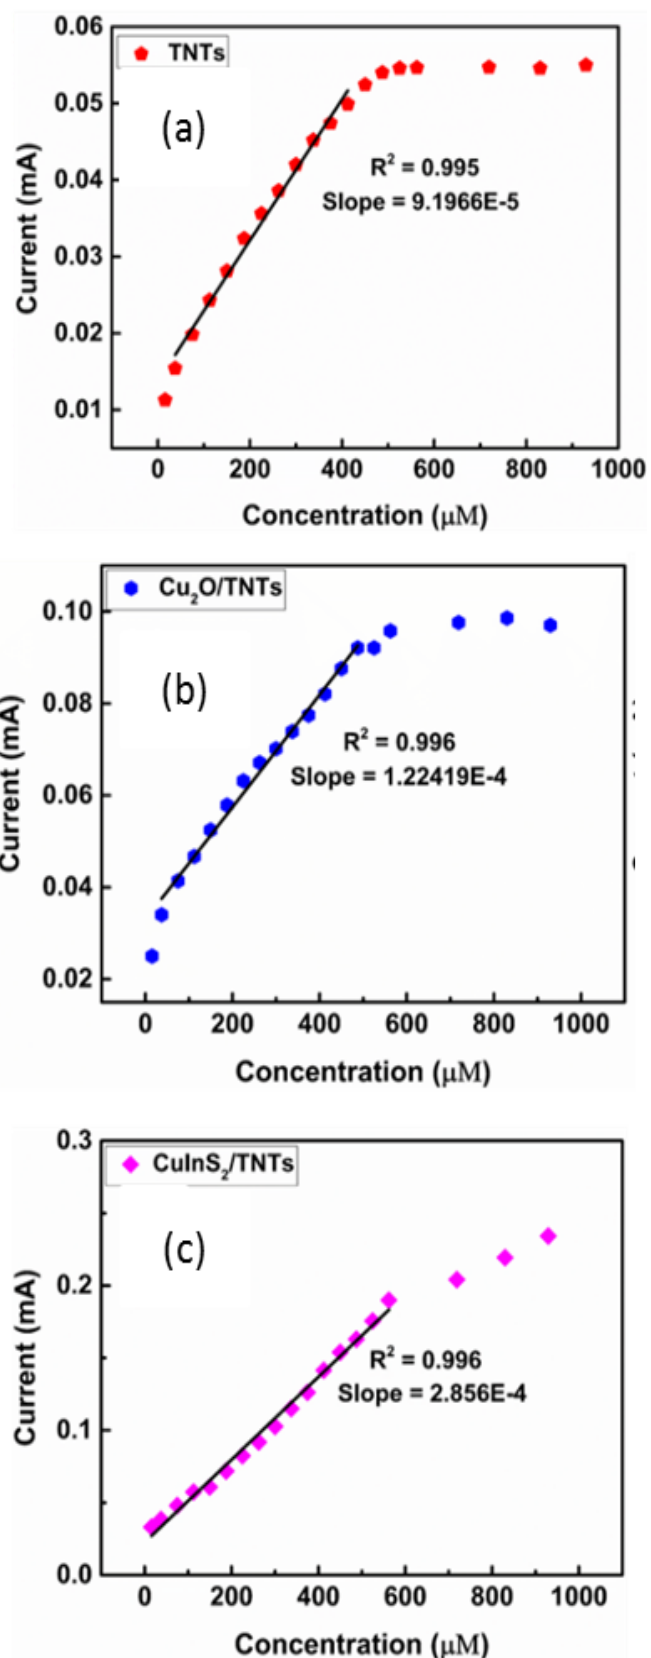 TNTs
(a)
R² = 0.995
Slope = 9.1966E-5
0.06
0.05
0.04
0.03
0.02
0.01
Current (mA)
0 200 400 600 800 1000
Concentration (μM)
Cu₂O/TNTs
(b)
R² = 0.996
Slope = 1.22419E-4
0.10
0.08
0.06
0.04
0.02
Current (mA)
0 200 400 600 800 1000
Concentration (μM)
CuInS₂/TNTs
(c)
R² = 0.996
Slope = 2.856E-4
0.3
0.2
0.1
0.0
Current (mA)
0 200 400 600 800 1000
Concentration (μM)